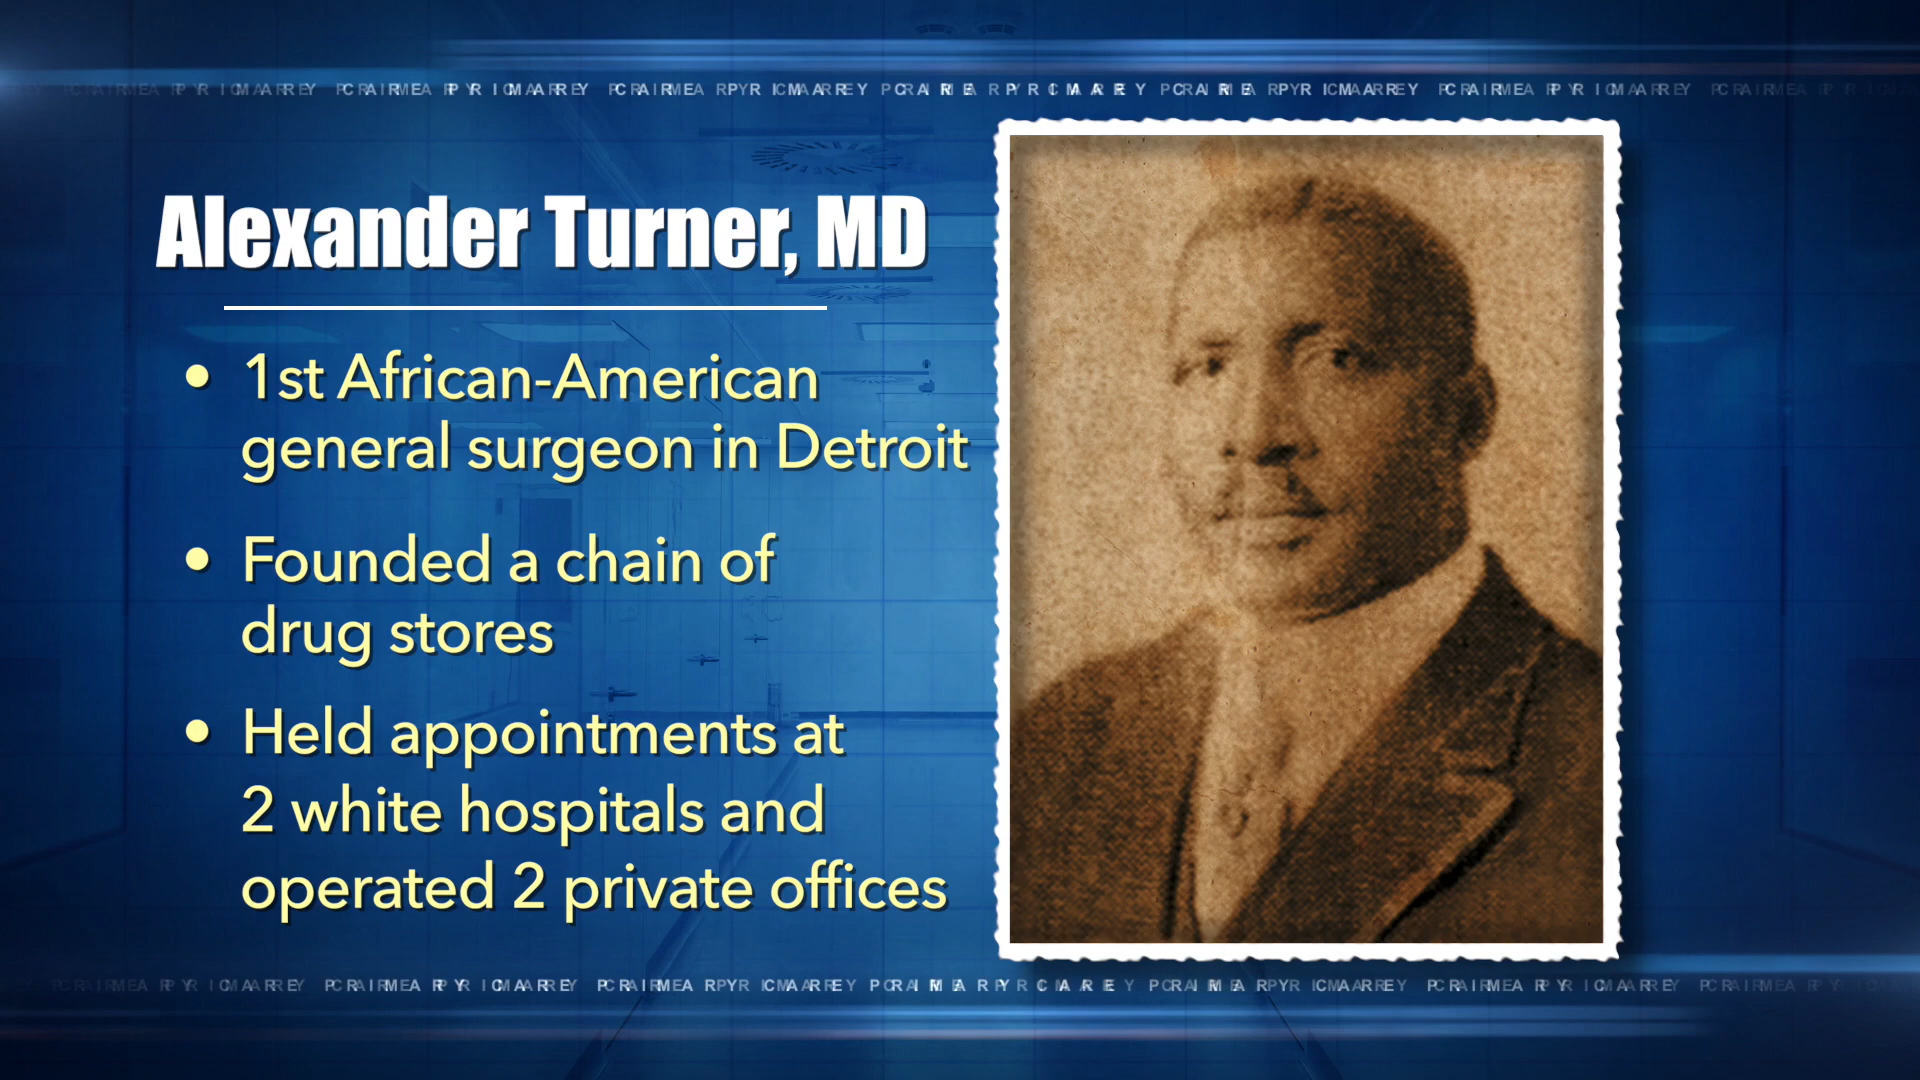 Alexander Turner, MD
• 1st African-American
general surgeon in Detroit
• Founded a chain of
drug stores
• Held appointments at
2 white hospitals and
operated 2 private offices